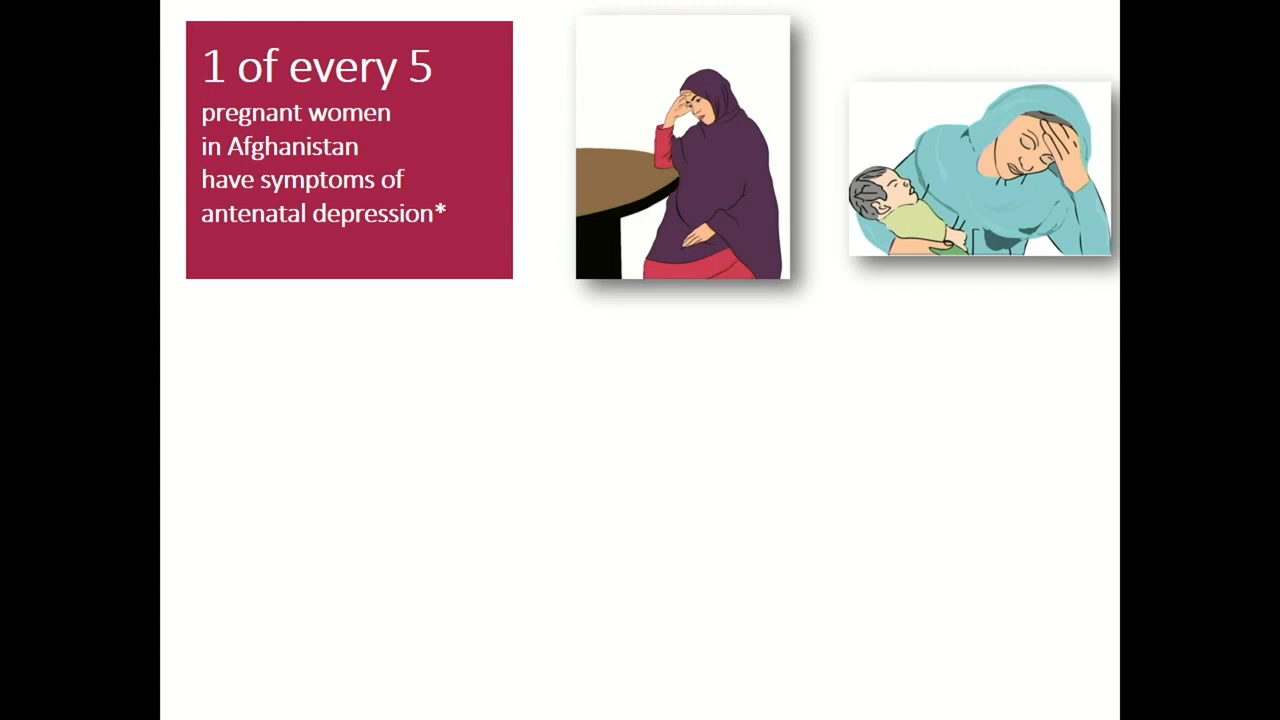 1 of every 5
pregnant women
in Afghanistan
have symptoms of
antenatal depression*